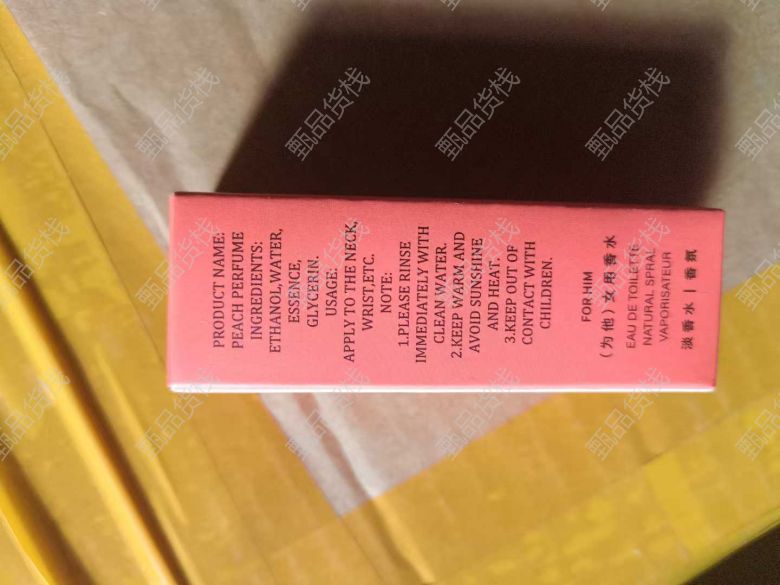 PRODUCT NAME:
PEACH PERFUME
INGREDIENTS:
ETHANOL,WATER,
ESSENCE,
GLYCERIN.
USAGE:
APPLY TO THE NECK,
WRIST,ETC.
NOTE:
1.PLEASE RINSE
IMMEDIATELY WITH
CLEAN WATER.
2.KEEP WARM AND
AVOID SUNSHINE
AND HEAT.
3.KEEP OUT OF
CONTACT WITH
CHILDREN.
FOR HIM
(为他)女用香水
EAU DE TOILETTE
NATURAL SPRAL
VAPORISATEUR
淡香水丨香氛
甄品货栈